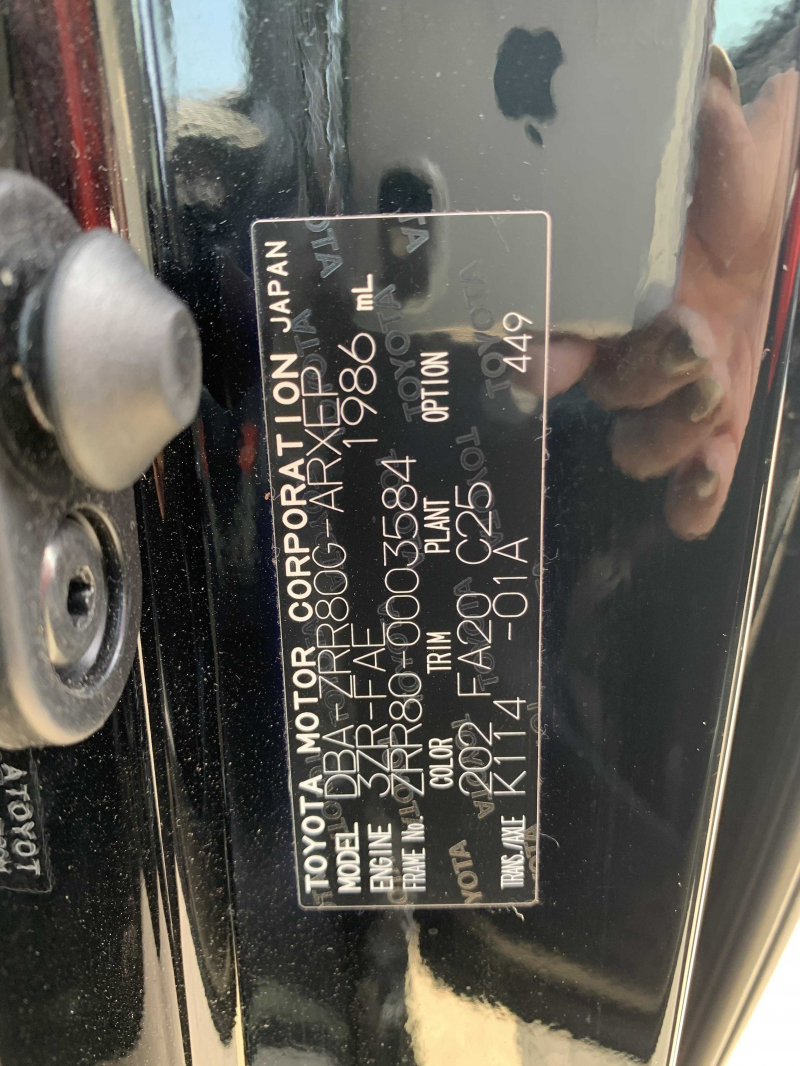 TOYOTA MOTOR CORPORATION JAPAN
MODEL DBA-ZRR80G-ARXEP
ENGINE 3ZR-FAE 1986 mL
FRAME No. ZRR80-0003584
COLOR TRIM PLANT OPTION
202 FA20 C25 449
TRANS./AXLE K114 -01A
ATOYOT